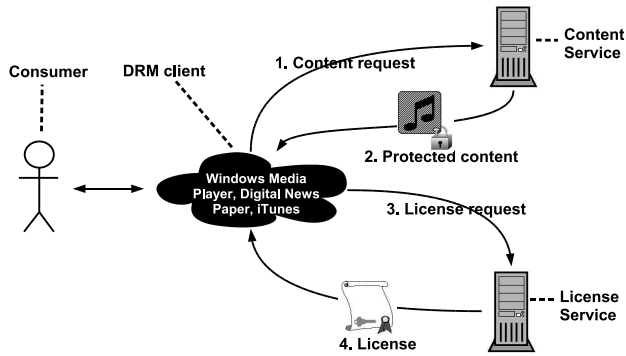 Consumer
DRM client
1. Content request
Content
Service
2. Protected content
Windows Media
Player, Digital News
Paper, iTunes
3. License request
License
Service
4. License